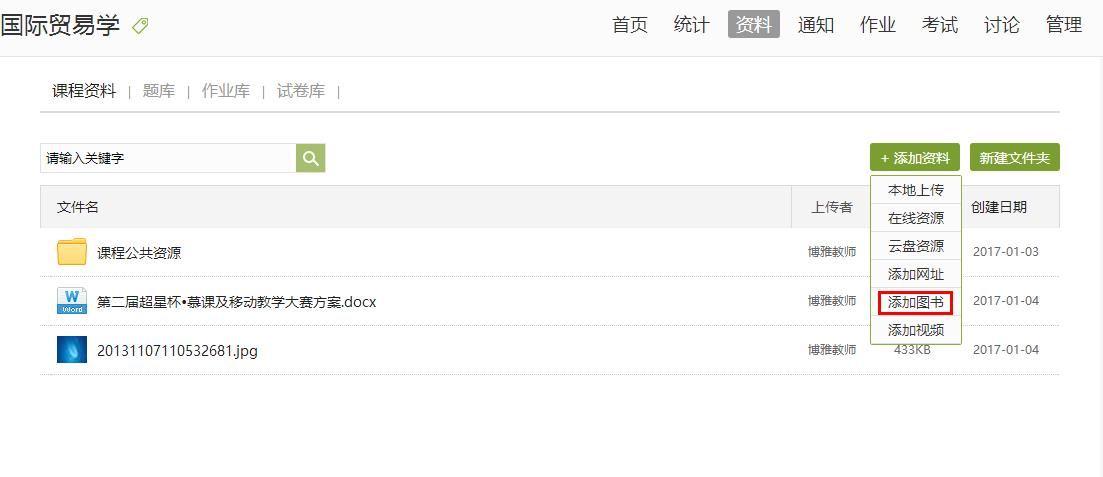 国际贸易学
首页 统计 资料 通知 作业 考试 讨论 管理
课程资料 | 题库 | 作业库 | 试卷库 |
请输入关键字
+ 添加资料 新建文件夹
本地上传
文件名 上传者 创建日期
在线资源
云盘资源
课程公共资源 博雅教师 2017-01-03
添加网址
W
Word
第二届超星杯•慕课及移动教学大赛方案.docx 博雅教师 添加图书 2017-01-04
添加视频
20131107110532681.jpg 博雅教师 433KB 2017-01-04